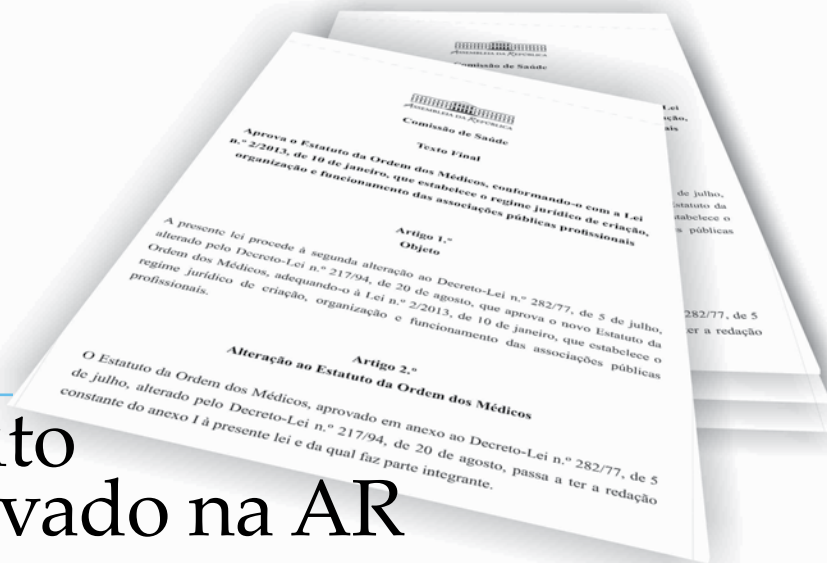 ASSEMBLEIA DA REPÚBLICA
Comissão de Saúde
Texto Final
Aprova o Estatuto da Ordem dos Médicos, conformando-o com a Lei
n.º 2/2013, de 10 de janeiro, que estabelece o regime jurídico de criação,
organização e funcionamento das associações públicas profissionais
Artigo 1.º
Objeto
A presente lei procede à segunda alteração ao Decreto-Lei n.º 282/77, de 5 de julho,
alterado pelo Decreto-Lei n.º 217/94, de 20 de agosto, que aprova o novo Estatuto da
Ordem dos Médicos, adequando-o à Lei n.º 2/2013, de 10 de janeiro, que estabelece o
regime jurídico de criação, organização e funcionamento das associações públicas
profissionais.
Artigo 2.º
Alteração ao Estatuto da Ordem dos Médicos
O Estatuto da Ordem dos Médicos, aprovado em anexo ao Decreto-Lei n.º 282/77, de 5
de julho, alterado pelo Decreto-Lei n.º 217/94, de 20 de agosto, passa a ter a redação
constante do anexo I à presente lei e da qual faz parte integrante.
ASSEMBLEIA DA REPÚBLICA
Comissão de Saúde
Lei
de julho,
públicas
282/77, de 5
er a redação
ito
vado na AR